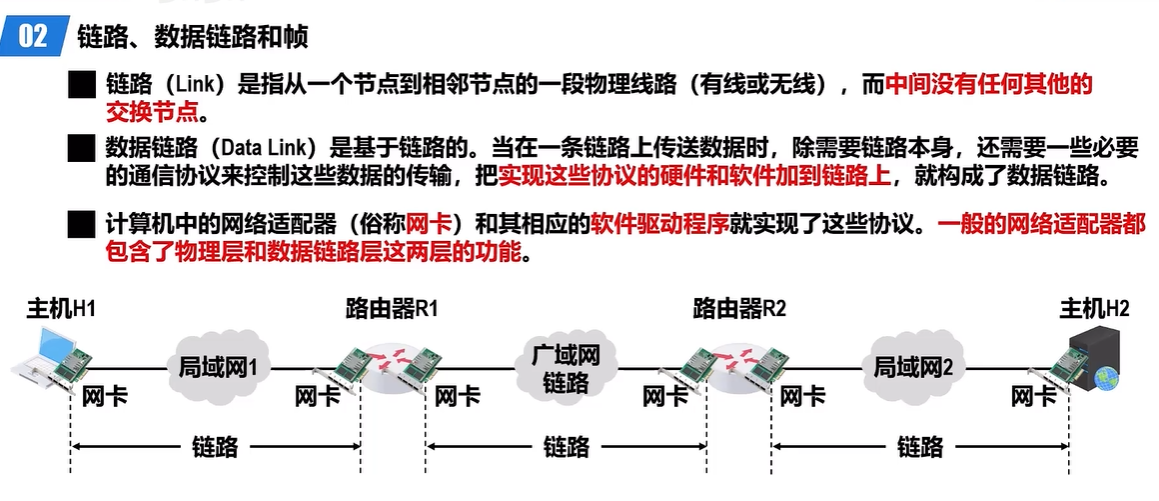 02 链路、数据链路和帧
链路（Link）是指从一个节点到相邻节点的一段物理线路（有线或无线），而中间没有任何其他的
交换节点。
数据链路（Data Link）是基于链路的。当在一条链路上传送数据时，除需要链路本身，还需要一些必要
的通信协议来控制这些数据的传输，把实现这些协议的硬件和软件加到链路上，就构成了数据链路。
计算机中的网络适配器（俗称网卡）和其相应的软件驱动程序就实现了这些协议。一般的网络适配器都
包含了物理层和数据链路层这两层的功能。
主机H1 路由器R1 路由器R2 主机H2
局域网1 广域网 局域网2
链路
网卡 网卡 网卡 网卡 网卡 网卡
链路 链路 链路